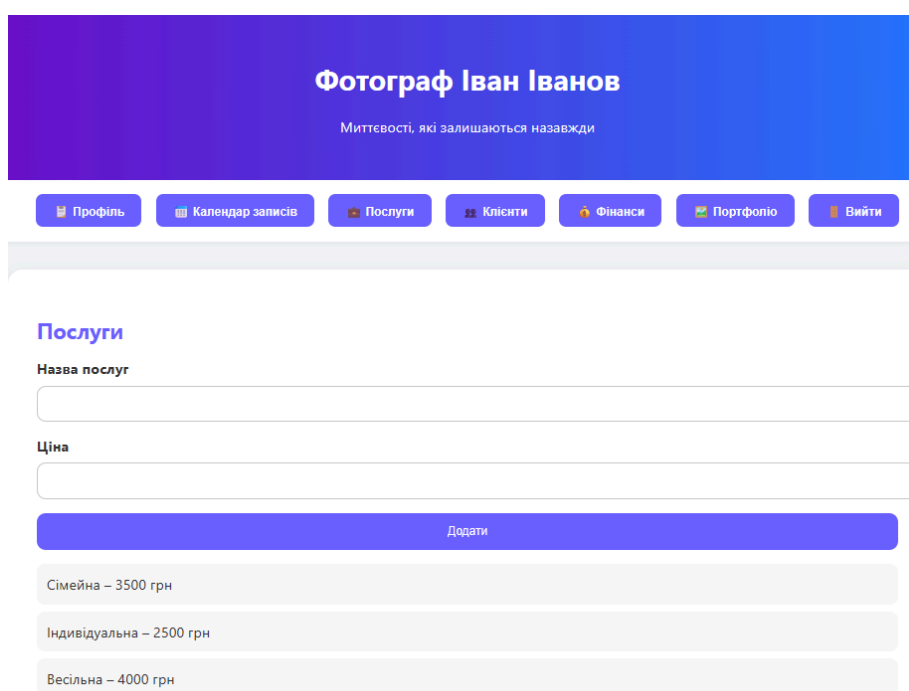 Фотограф Іван Іванов
Миттєвості, які залишаються назавжди
Профіль Календар записів Послуги Клієнти Фінанси Портфоліо Вийти
Послуги
Назва послуг
Ціна
Додати
Сімейна – 3500 грн
Індивідуальна – 2500 грн
Весільна – 4000 грн